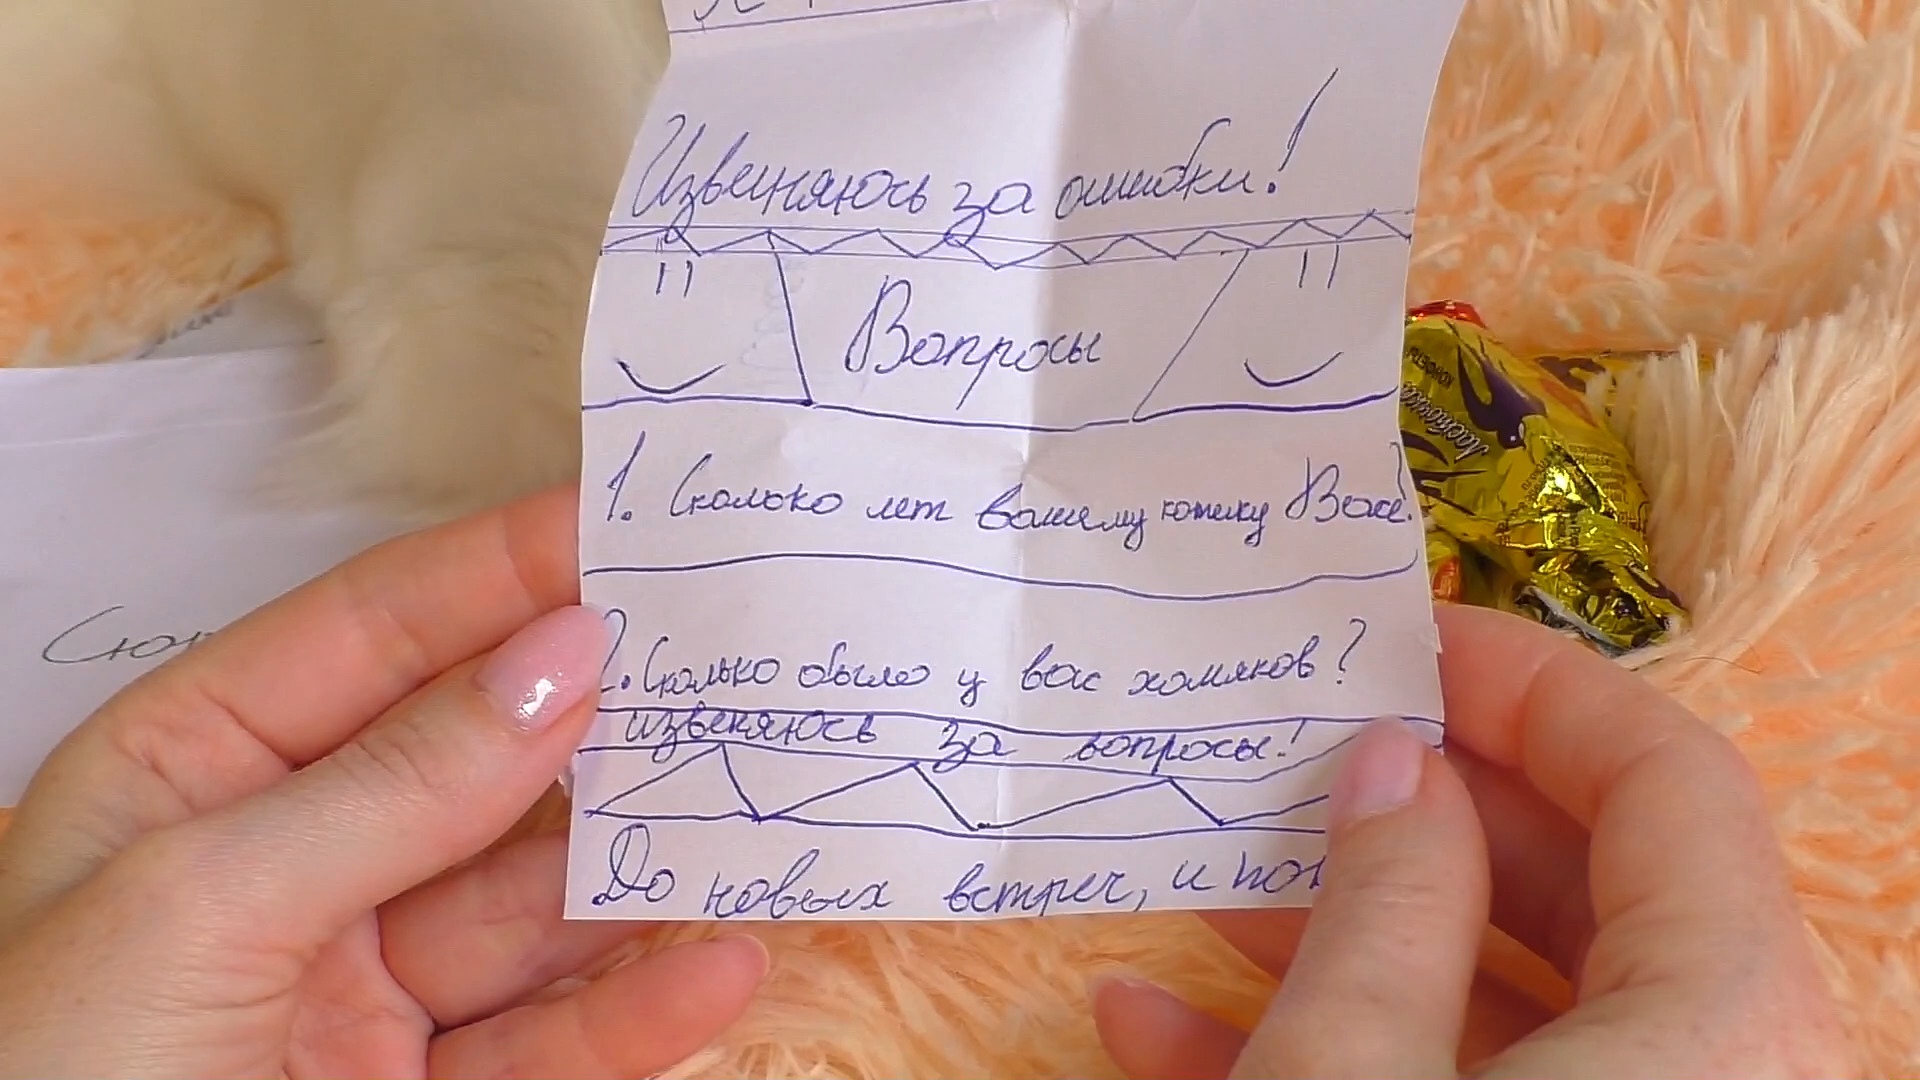 Извеняюсь за ошибки!
Вопросы
1. Сколько лет вашему котику Васе?
2. Сколько было у вас хомяков?
извеняюсь за вопросы!
До новых встреч, и
Ласточка